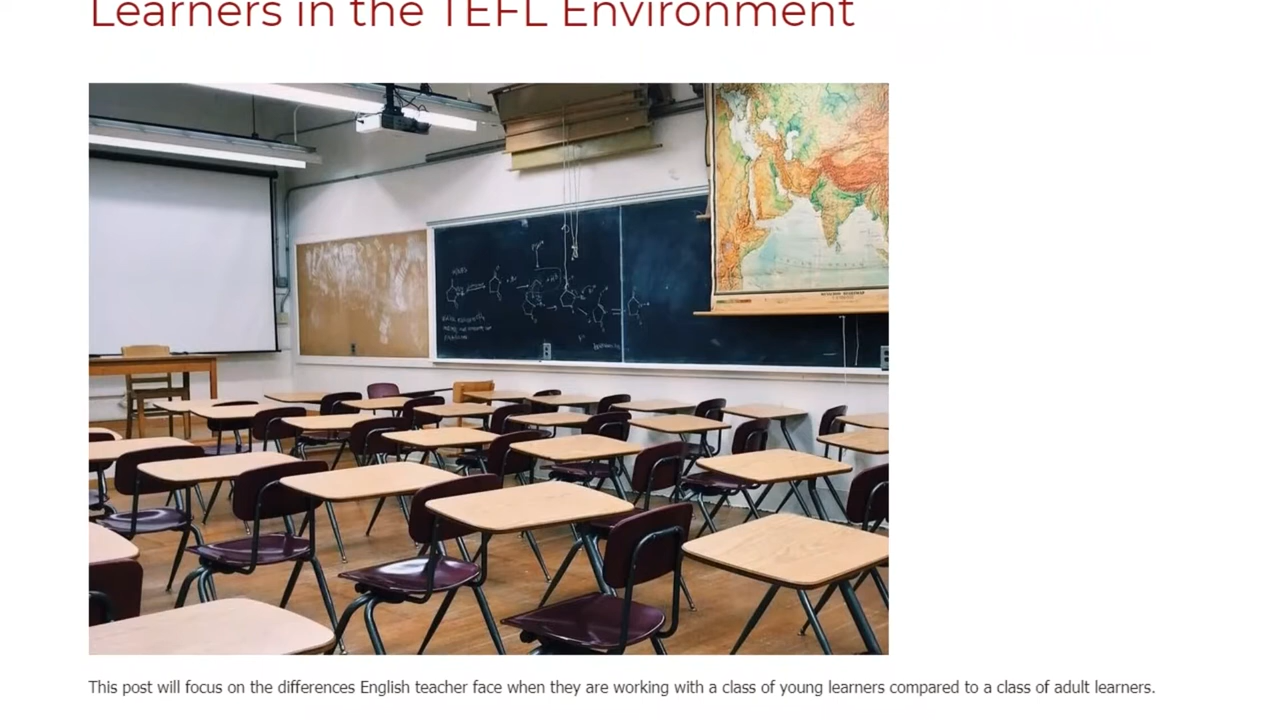 Learners in the TEFL Environment
This post will focus on the differences English teacher face when they are working with a class of young learners compared to a class of adult learners.